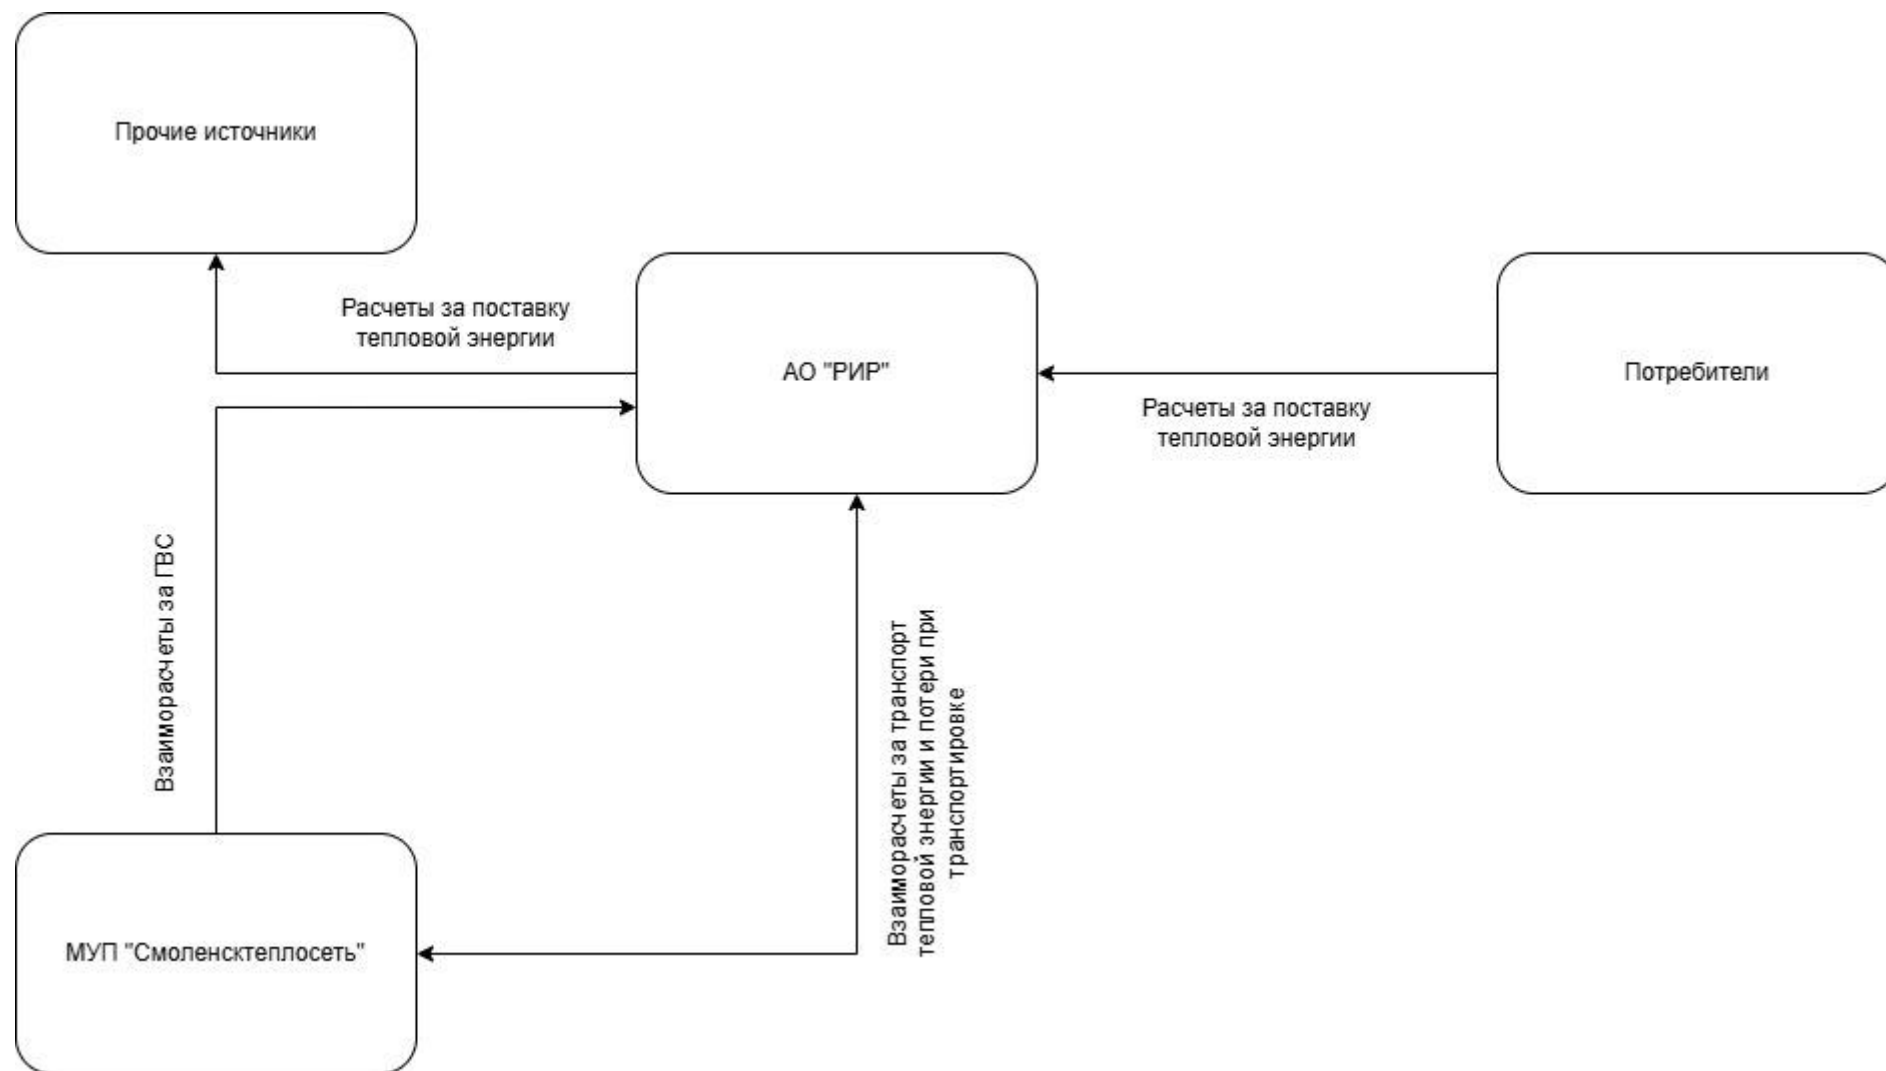 Прочие источники
Расчеты за поставку
тепловой энергии
АО "РИР"
Потребители
Расчеты за поставку
тепловой энергии
Взаиморасчеты за ГВС
Взаиморасчеты за транспорт
тепловой энергии и потери при
транспортировке
МУП "Смоленсктеплосеть"